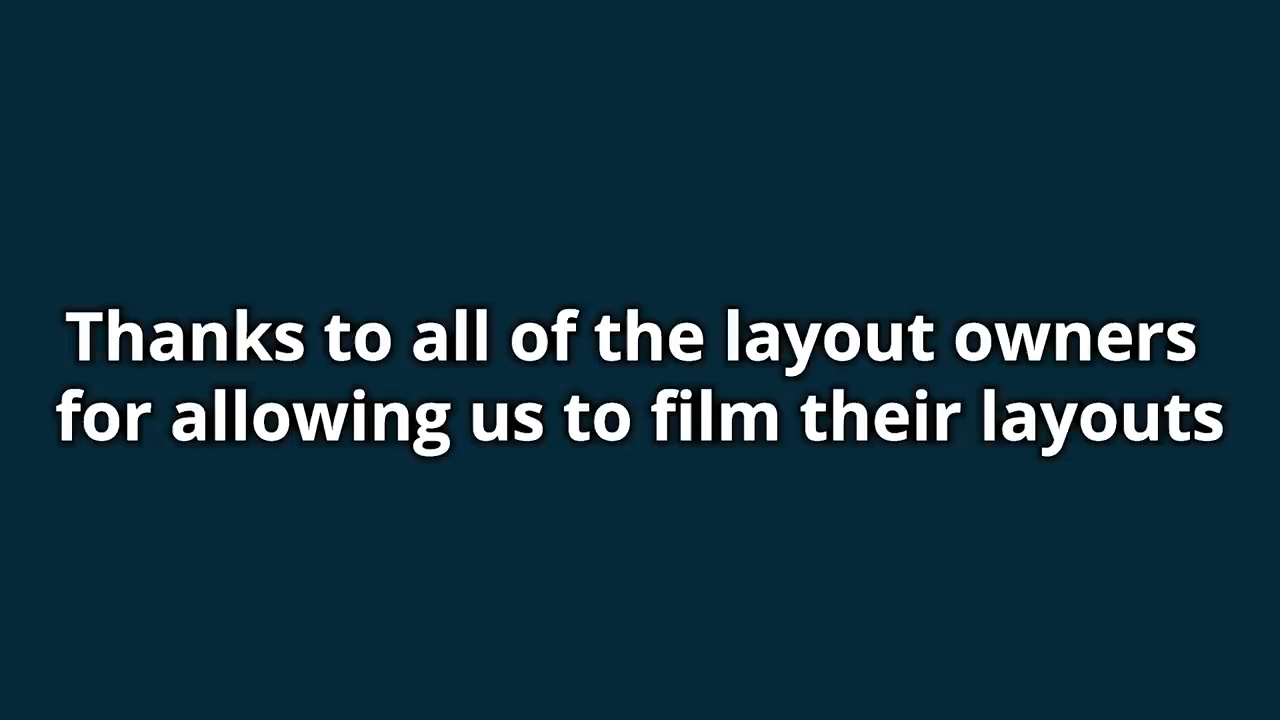 Thanks to all of the layout owners
for allowing us to film their layouts